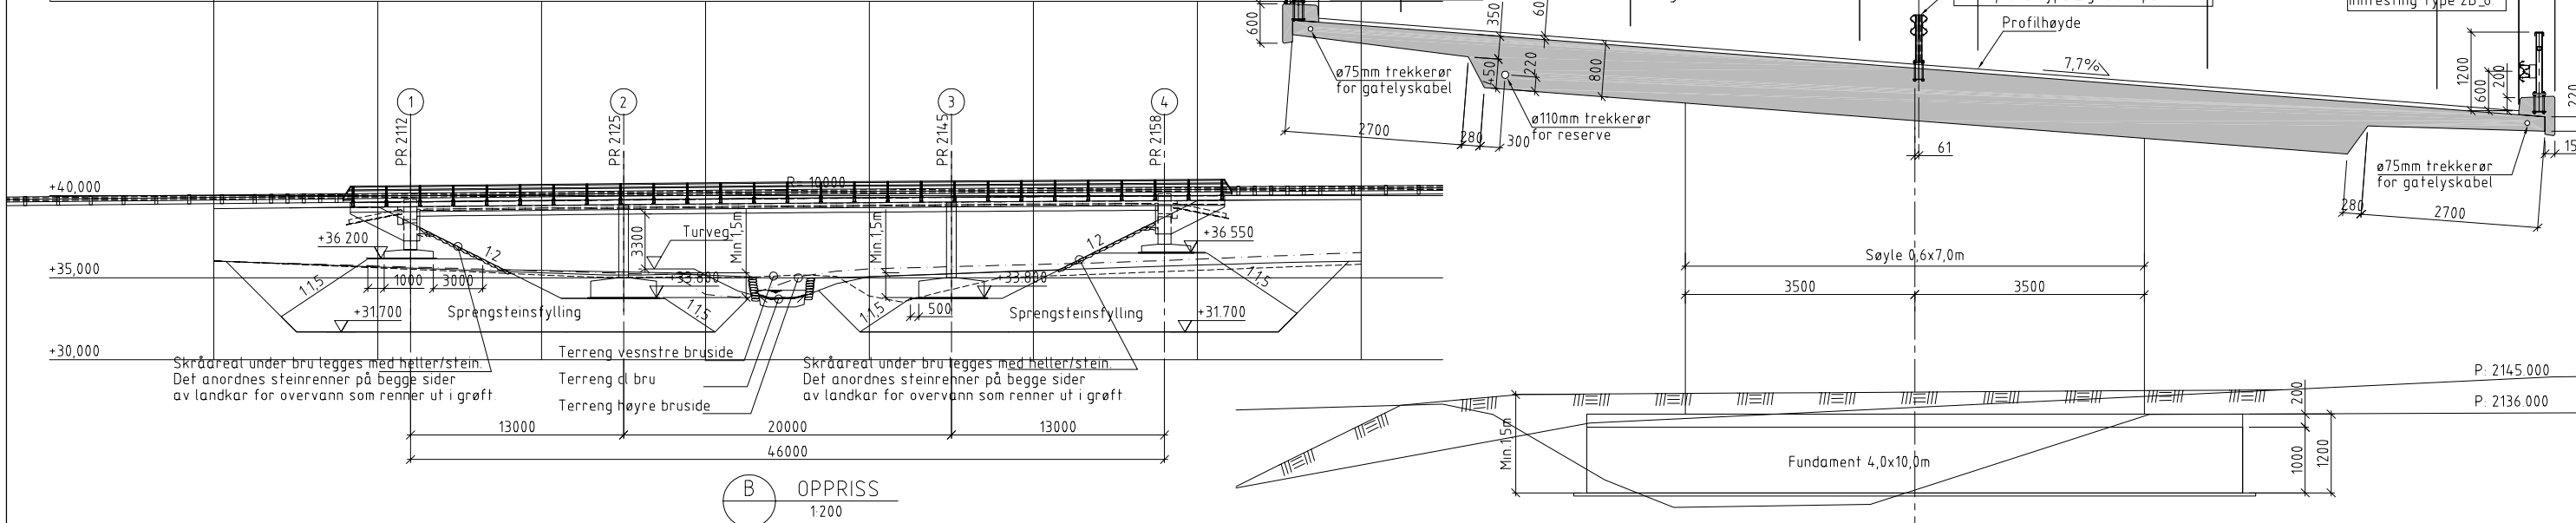 1
2
3
4
PR 2112
PR 2125
PR 2145
PR 2158
+40,000
R= 10000
+36.200
1:2
3300
Turveg
Min 1,5m
Min.1,5m
1:2
+36.550
+35,000
1:1,5
1000
3000
+33.800
+33.800
1:1,5
+31.700
Sprengsteinsfylling
1:1,5
1:1,5
500
Sprengsteinsfylling
+31.700
+30,000
Terreng vesnstre bruside
Terreng cl bru
Terreng høyre bruside
Skråareal under bru legges med heller/stein.
Det anordnes steinrenner på begge sider
av landkar for overvann som renner ut i grøft
Skråareal under bru legges med heller/stein.
Det anordnes steinrenner på begge sider
av landkar for overvann som renner ut i grøft
13000
20000
13000
46000
B
OPPRISS
1:200
600
350
60
Profilhøyde
7,7%
ø75mm trekkerør
for gatelyskabel
450
220
800
ø110mm trekkerør
for reserve
2700
280
300
61
1200
600
200
220
15
ø75mm trekkerør
for gatelyskabel
280
2700
Søyle 0,6x7,0m
3500
3500
P: 2145.000
P: 2136.000
200
Min.1,5m
Fundament 4,0x10,0m
1000
1200